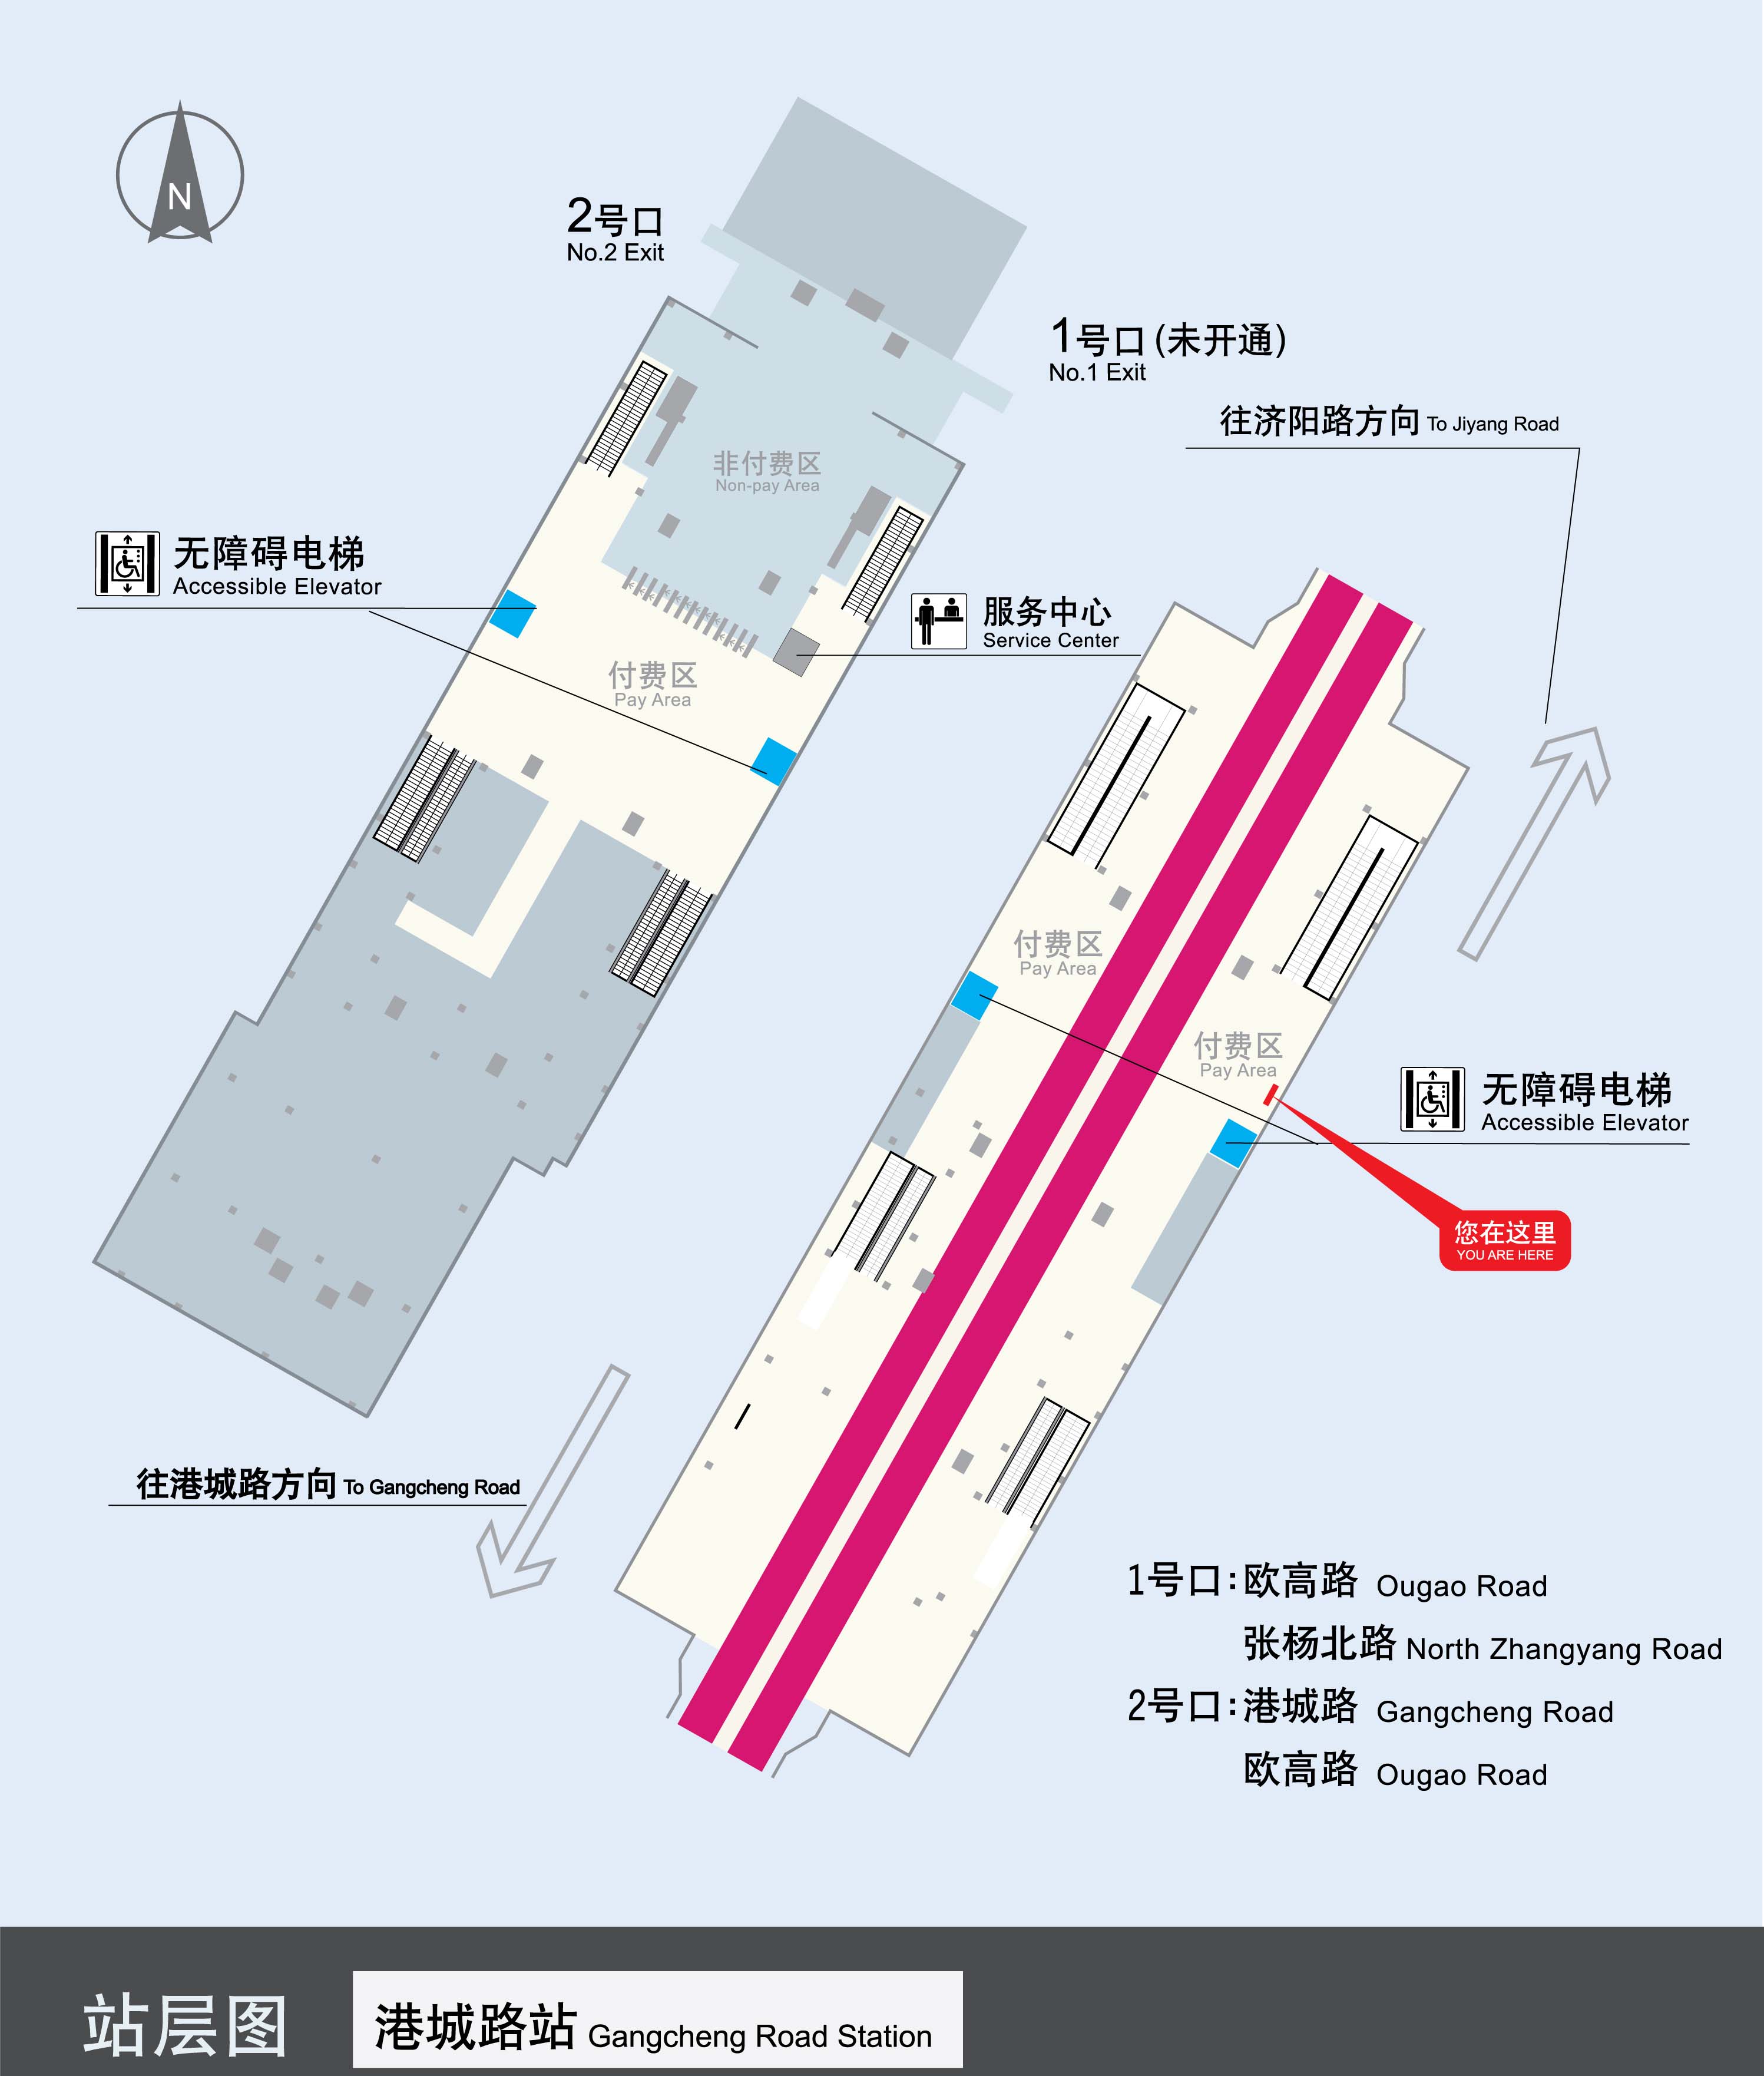 N
2号口
No.2 Exit
1号口(未开通)
No.1 Exit
往济阳路方向 To Jiyang Road
非付费区
Non-pay Area
无障碍电梯
Accessible Elevator
服务中心
Service Center
付费区
Pay Area
付费区
Pay Area
付费区
Pay Area
无障碍电梯
Accessible Elevator
您在这里
YOU ARE HERE
往港城路方向 To Gangcheng Road
1号口:欧高路 Ougao Road
张杨北路 North Zhangyang Road
2号口:港城路 Gangcheng Road
欧高路 Ougao Road
站层图
港城路站 Gangcheng Road Station